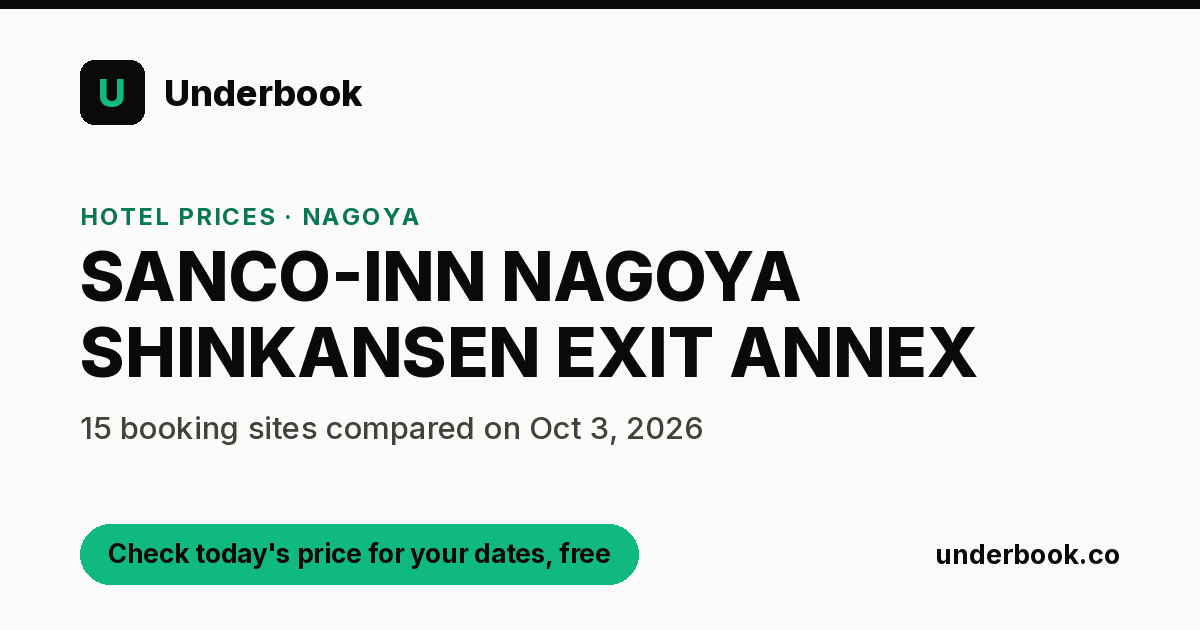 U Underbook
HOTEL PRICES · NAGOYA
SANCO-INN NAGOYA
SHINKANSEN EXIT ANNEX
15 booking sites compared on Oct 3, 2026
Check today's price for your dates, free
underbook.co